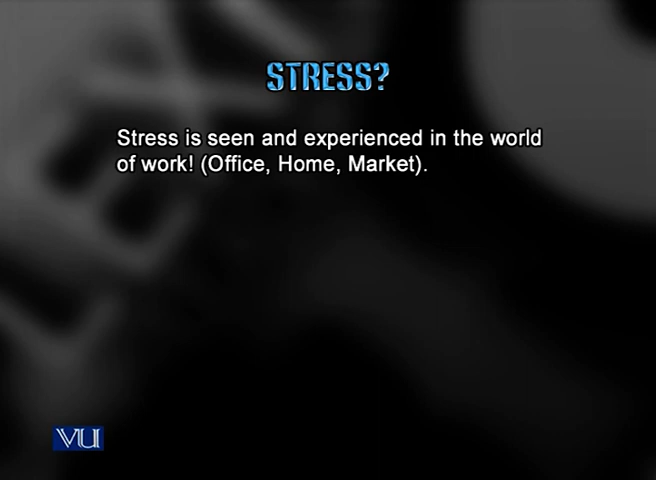 STRESS?
Stress is seen and experienced in the world
of work! (Office, Home, Market).
VU